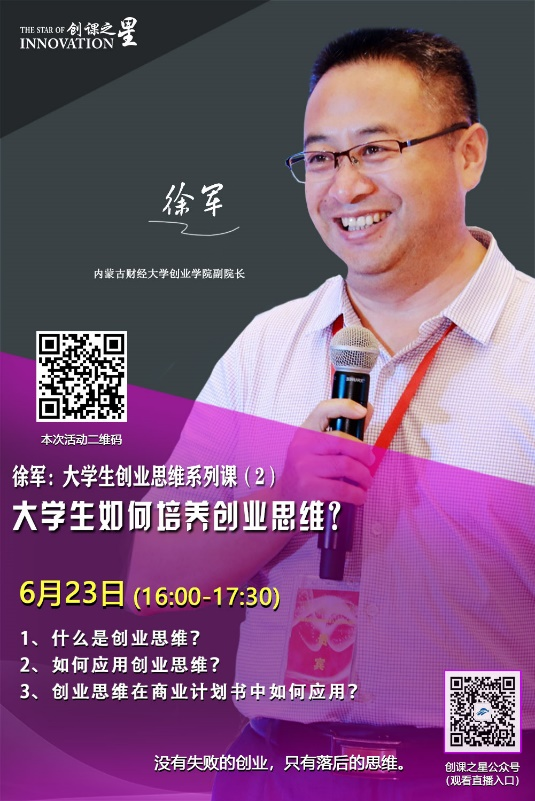 THE STAR OF 创课之星
INNOVATION
徐军
内蒙古财经大学创业学院副院长
本次活动二维码
徐军：大学生创业思维系列课（2）
大学生如何培养创业思维？
6月23日 (16:00-17:30)
1、什么是创业思维？
2、如何应用创业思维？
3、创业思维在商业计划书中如何应用？
没有失败的创业，只有落后的思维。
创课之星公众号
（观看直播入口）